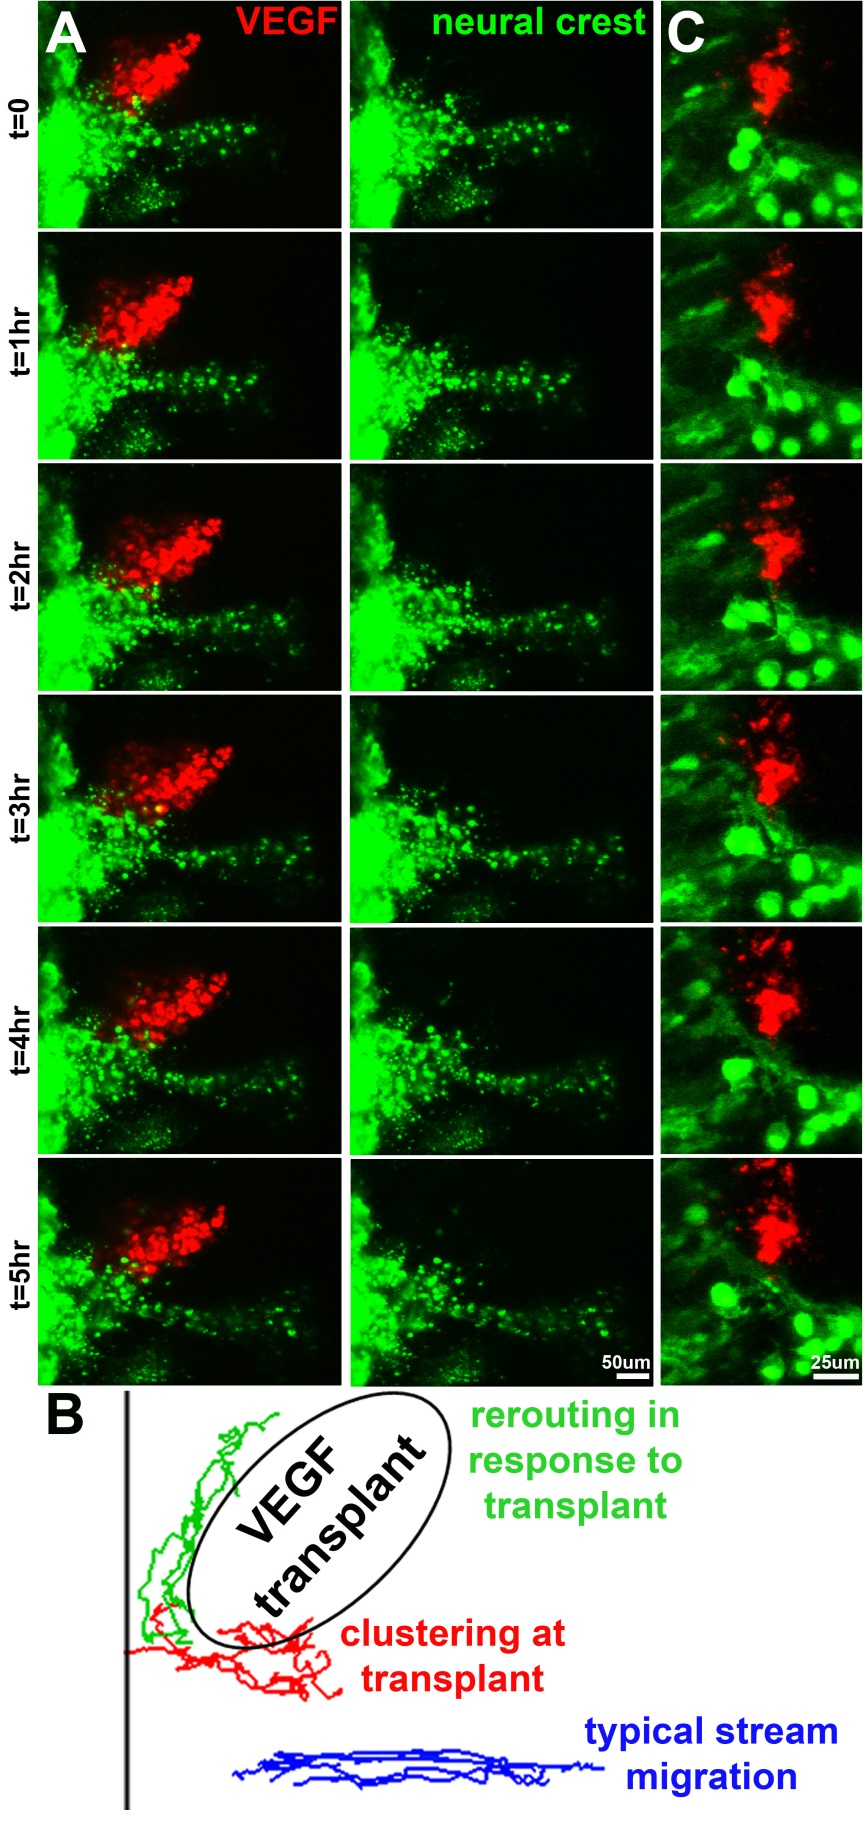 A
VEGF
neural crest
C
t=0
t=1hr
t=2hr
t=3hr
t=4hr
t=5hr
50um
25um
B
VEGF
transplant
rerouting in
response to
transplant
clustering at
transplant
typical stream
migration